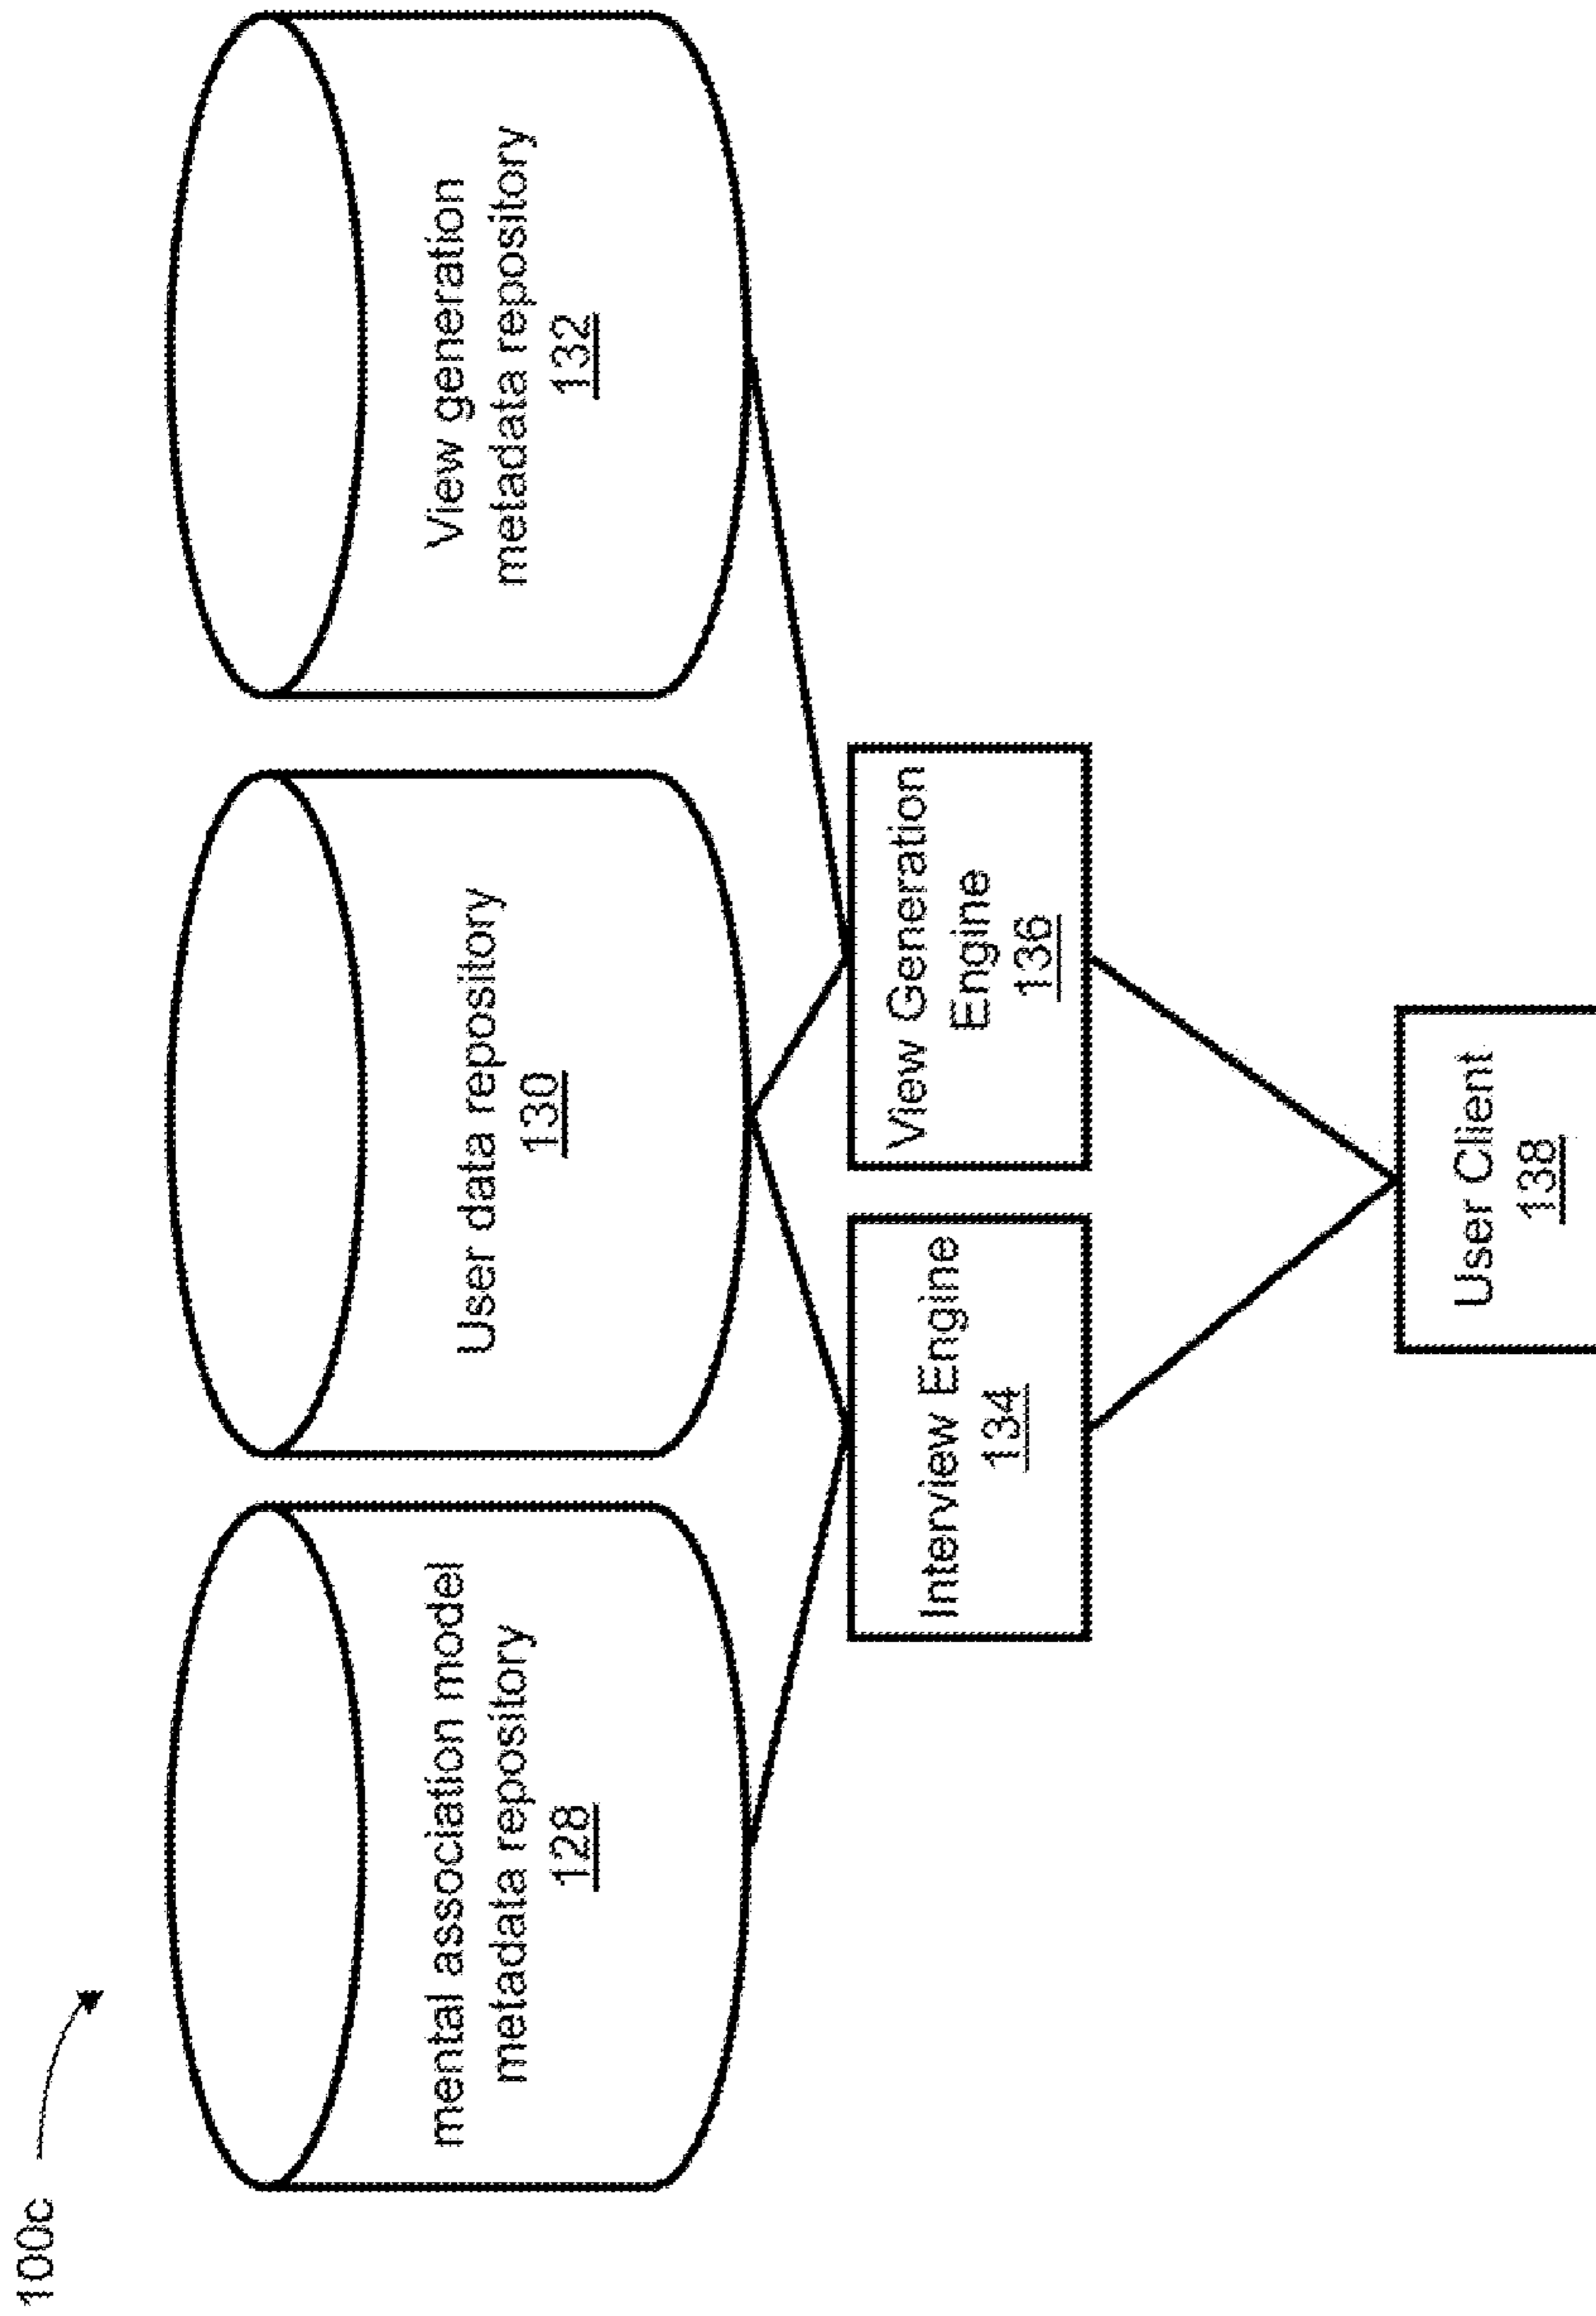 100c
mental association model
metadata repository
128
User data repository
130
View generation
metadata repository
132
Interview Engine
134
View Generation
Engine
136
User Client
138